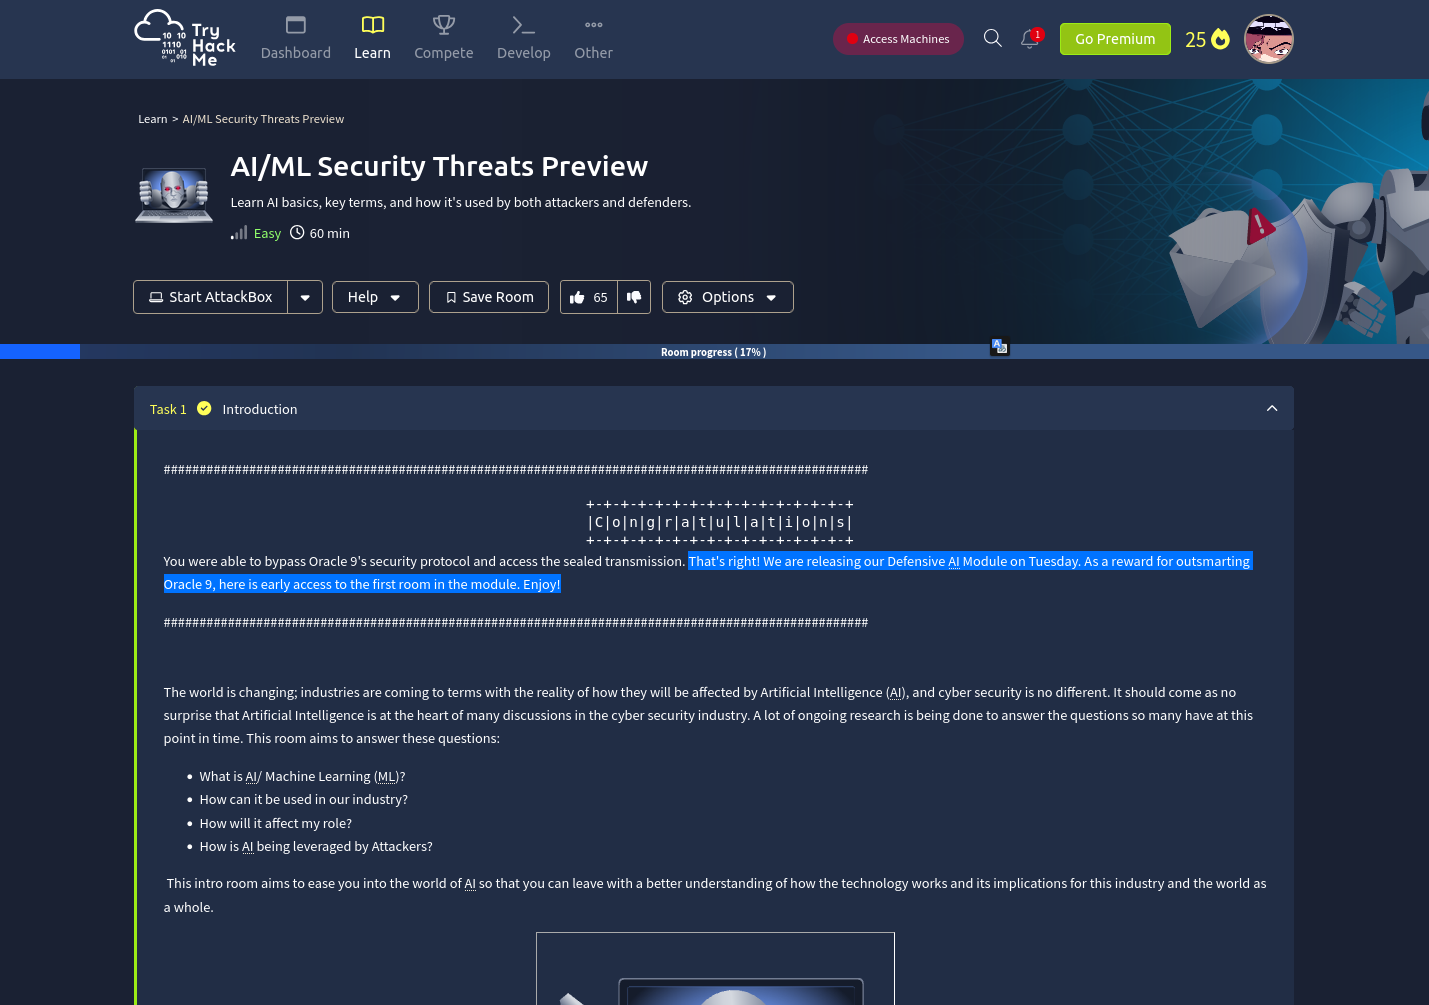 Try
Hack
Me
10 10
1110
0101 01
01 010
Dashboard
Learn
Compete
Develop
Other
Access Machines
1
Go Premium
25
Learn > AI/ML Security Threats Preview
AI/ML Security Threats Preview
Learn AI basics, key terms, and how it's used by both attackers and defenders.
Easy 60 min
Start AttackBox
Help
Save Room
65
Options
Room progress ( 17% )
Task 1 Introduction
###################################################################################################
+-+-+-+-+-+-+-+-+-+-+-+-+-+-+-+
|C|o|n|g|r|a|t|u|l|a|t|i|o|n|s|
+-+-+-+-+-+-+-+-+-+-+-+-+-+-+-+
You were able to bypass Oracle 9's security protocol and access the sealed transmission. That's right! We are releasing our Defensive AI Module on Tuesday. As a reward for outsmarting
Oracle 9, here is early access to the first room in the module. Enjoy!
###################################################################################################
The world is changing; industries are coming to terms with the reality of how they will be affected by Artificial Intelligence (AI), and cyber security is no different. It should come as no
surprise that Artificial Intelligence is at the heart of many discussions in the cyber security industry. A lot of ongoing research is being done to answer the questions so many have at this
point in time. This room aims to answer these questions:
• What is AI/ Machine Learning (ML)?
• How can it be used in our industry?
• How will it affect my role?
• How is AI being leveraged by Attackers?
This intro room aims to ease you into the world of AI so that you can leave with a better understanding of how the technology works and its implications for this industry and the world as
a whole.